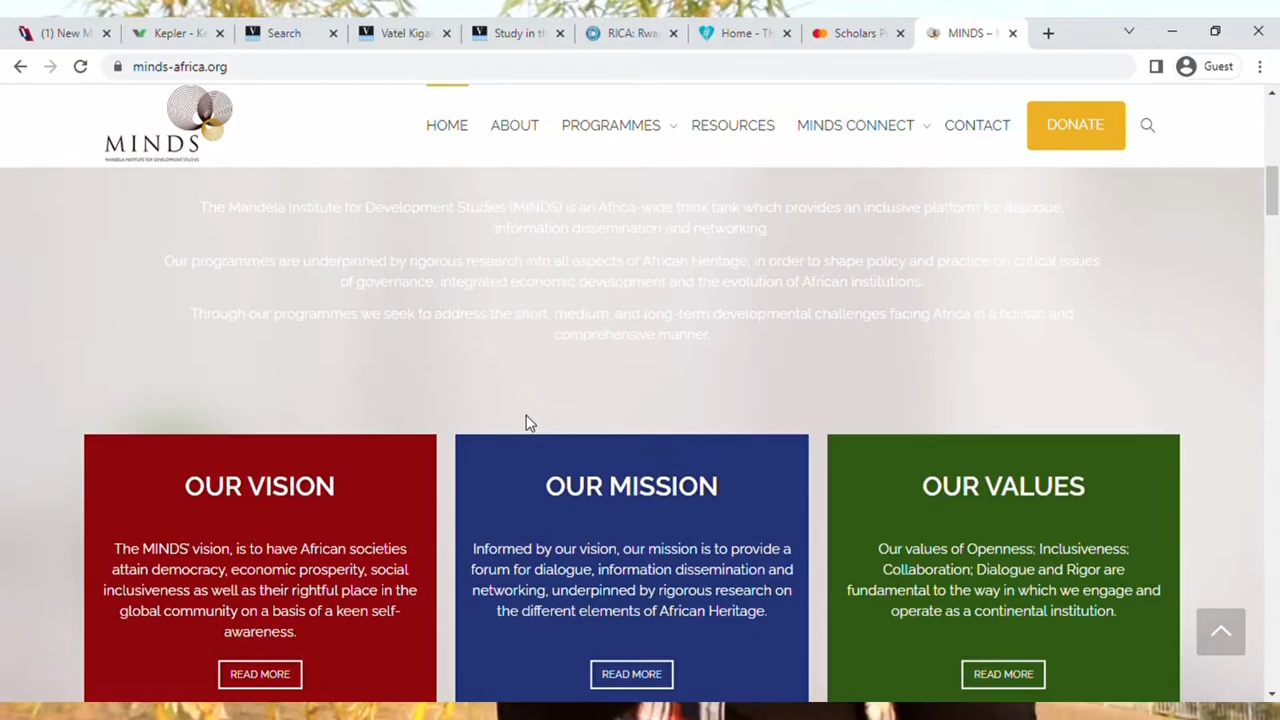 (1) New M
Kepler - Ke
Search
Vatel Kigal
Study in th
RICA: Rwa
Home - Th
Scholars P
MINDS – M
minds-africa.org
Guest
MINDS
MANDELA INSTITUTE FOR DEVELOPMENT STUDIES
HOME ABOUT PROGRAMMES RESOURCES MINDS CONNECT CONTACT DONATE
The Mandela Institute for Development Studies (MINDS) is an Africa-wide think tank which provides an inclusive platform for dialogue,
information dissemination and networking
Our programmes are underpinned by rigorous research into all aspects of African Heritage, in order to shape policy and practice on critical issues
of governance, integrated economic development and the evolution of African institutions.
Through our programmes we seek to address the short, medium, and long-term developmental challenges facing Africa in a holistic and
comprehensive manner.
OUR VISION
The MINDS' vision, is to have African societies
attain democracy, economic prosperity, social
inclusiveness as well as their rightful place in the
global community on a basis of a keen self-
awareness.
READ MORE
OUR MISSION
Informed by our vision, our mission is to provide a
forum for dialogue, information dissemination and
networking, underpinned by rigorous research on
the different elements of African Heritage.
READ MORE
OUR VALUES
Our values of Openness; Inclusiveness;
Collaboration; Dialogue and Rigor are
fundamental to the way in which we engage and
operate as a continental institution.
READ MORE